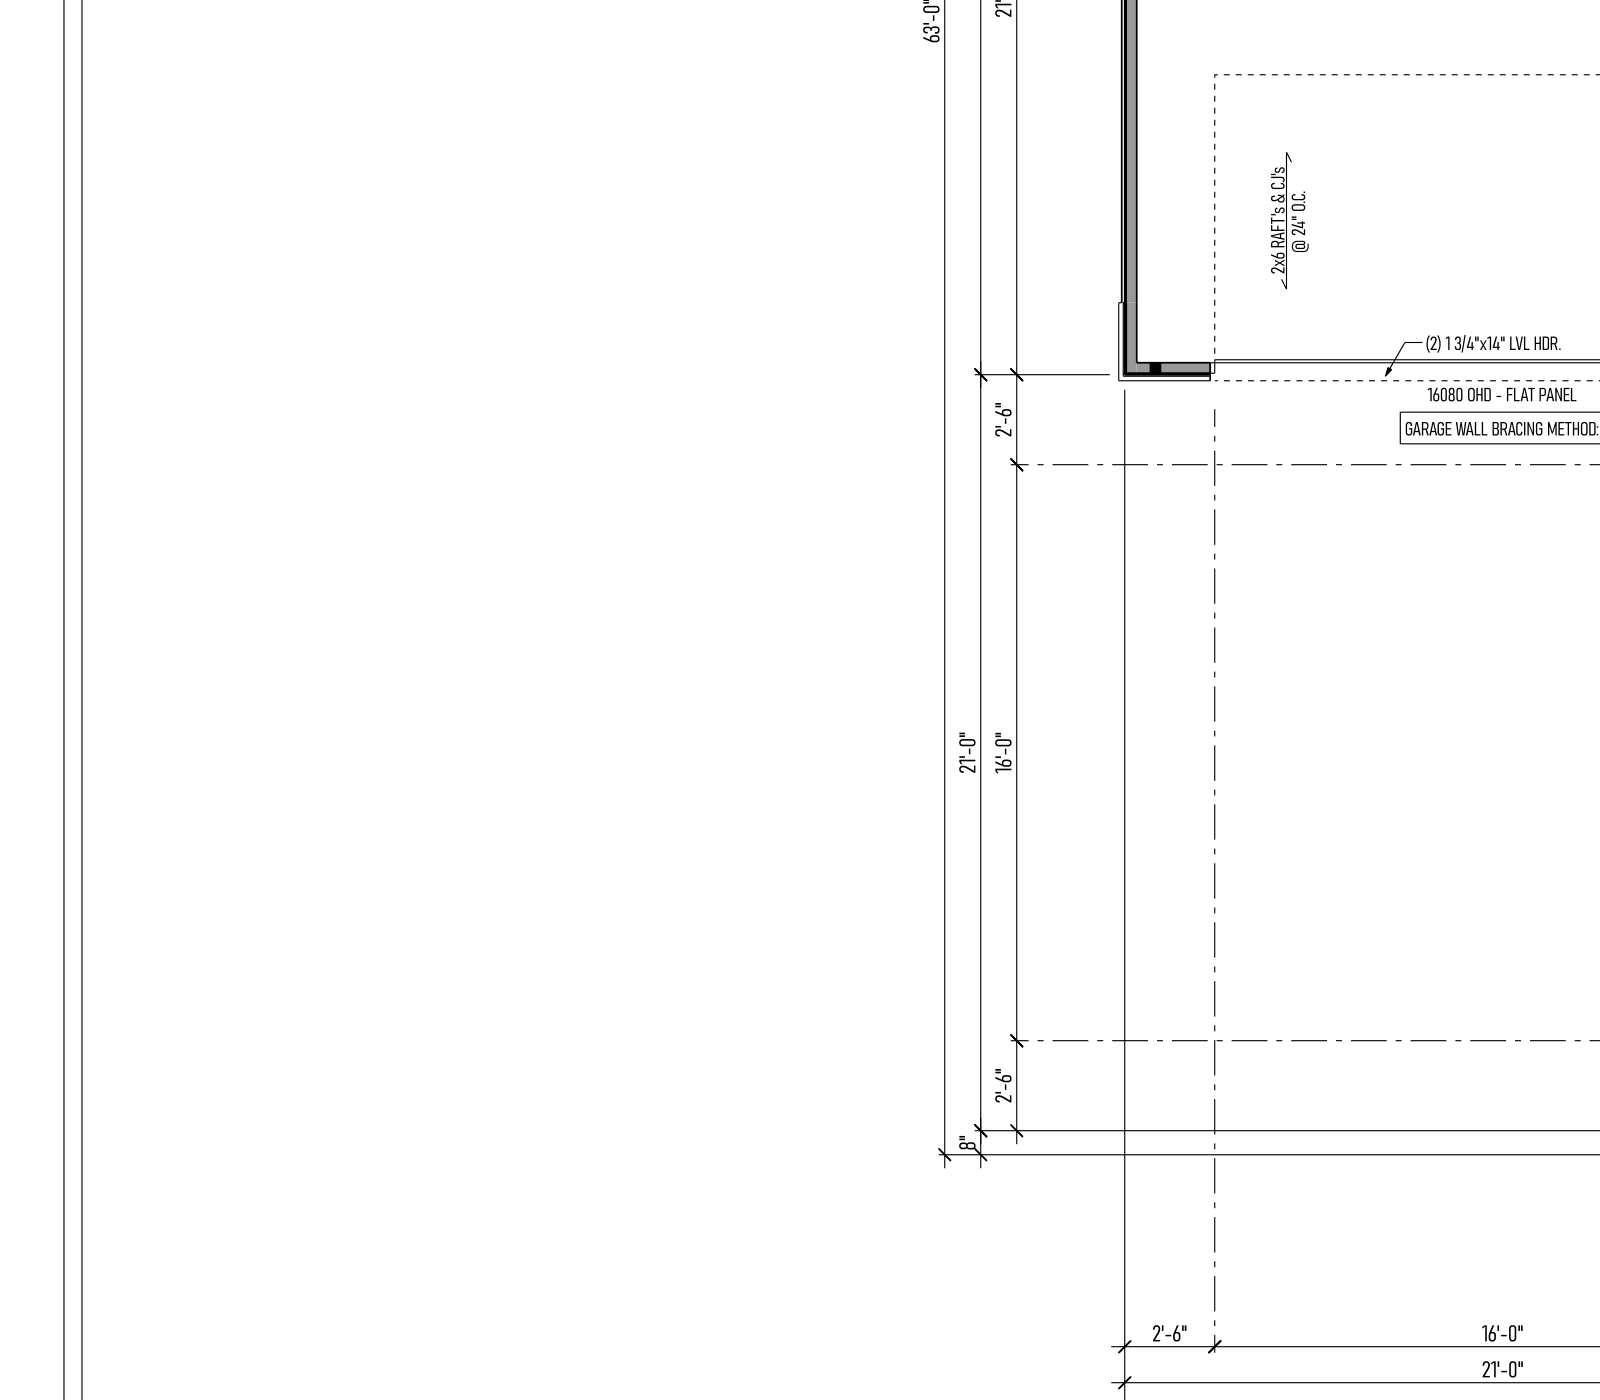 63'-0"
21'
2x6 RAFT's & CJ's
@ 24" O.C.
(2) 1 3/4"x14" LVL HDR.
16080 OHD - FLAT PANEL
GARAGE WALL BRACING METHOD:
2'-6"
21'-0"
16'-0"
2'-6"
8"
2'-6"
16'-0"
21'-0"